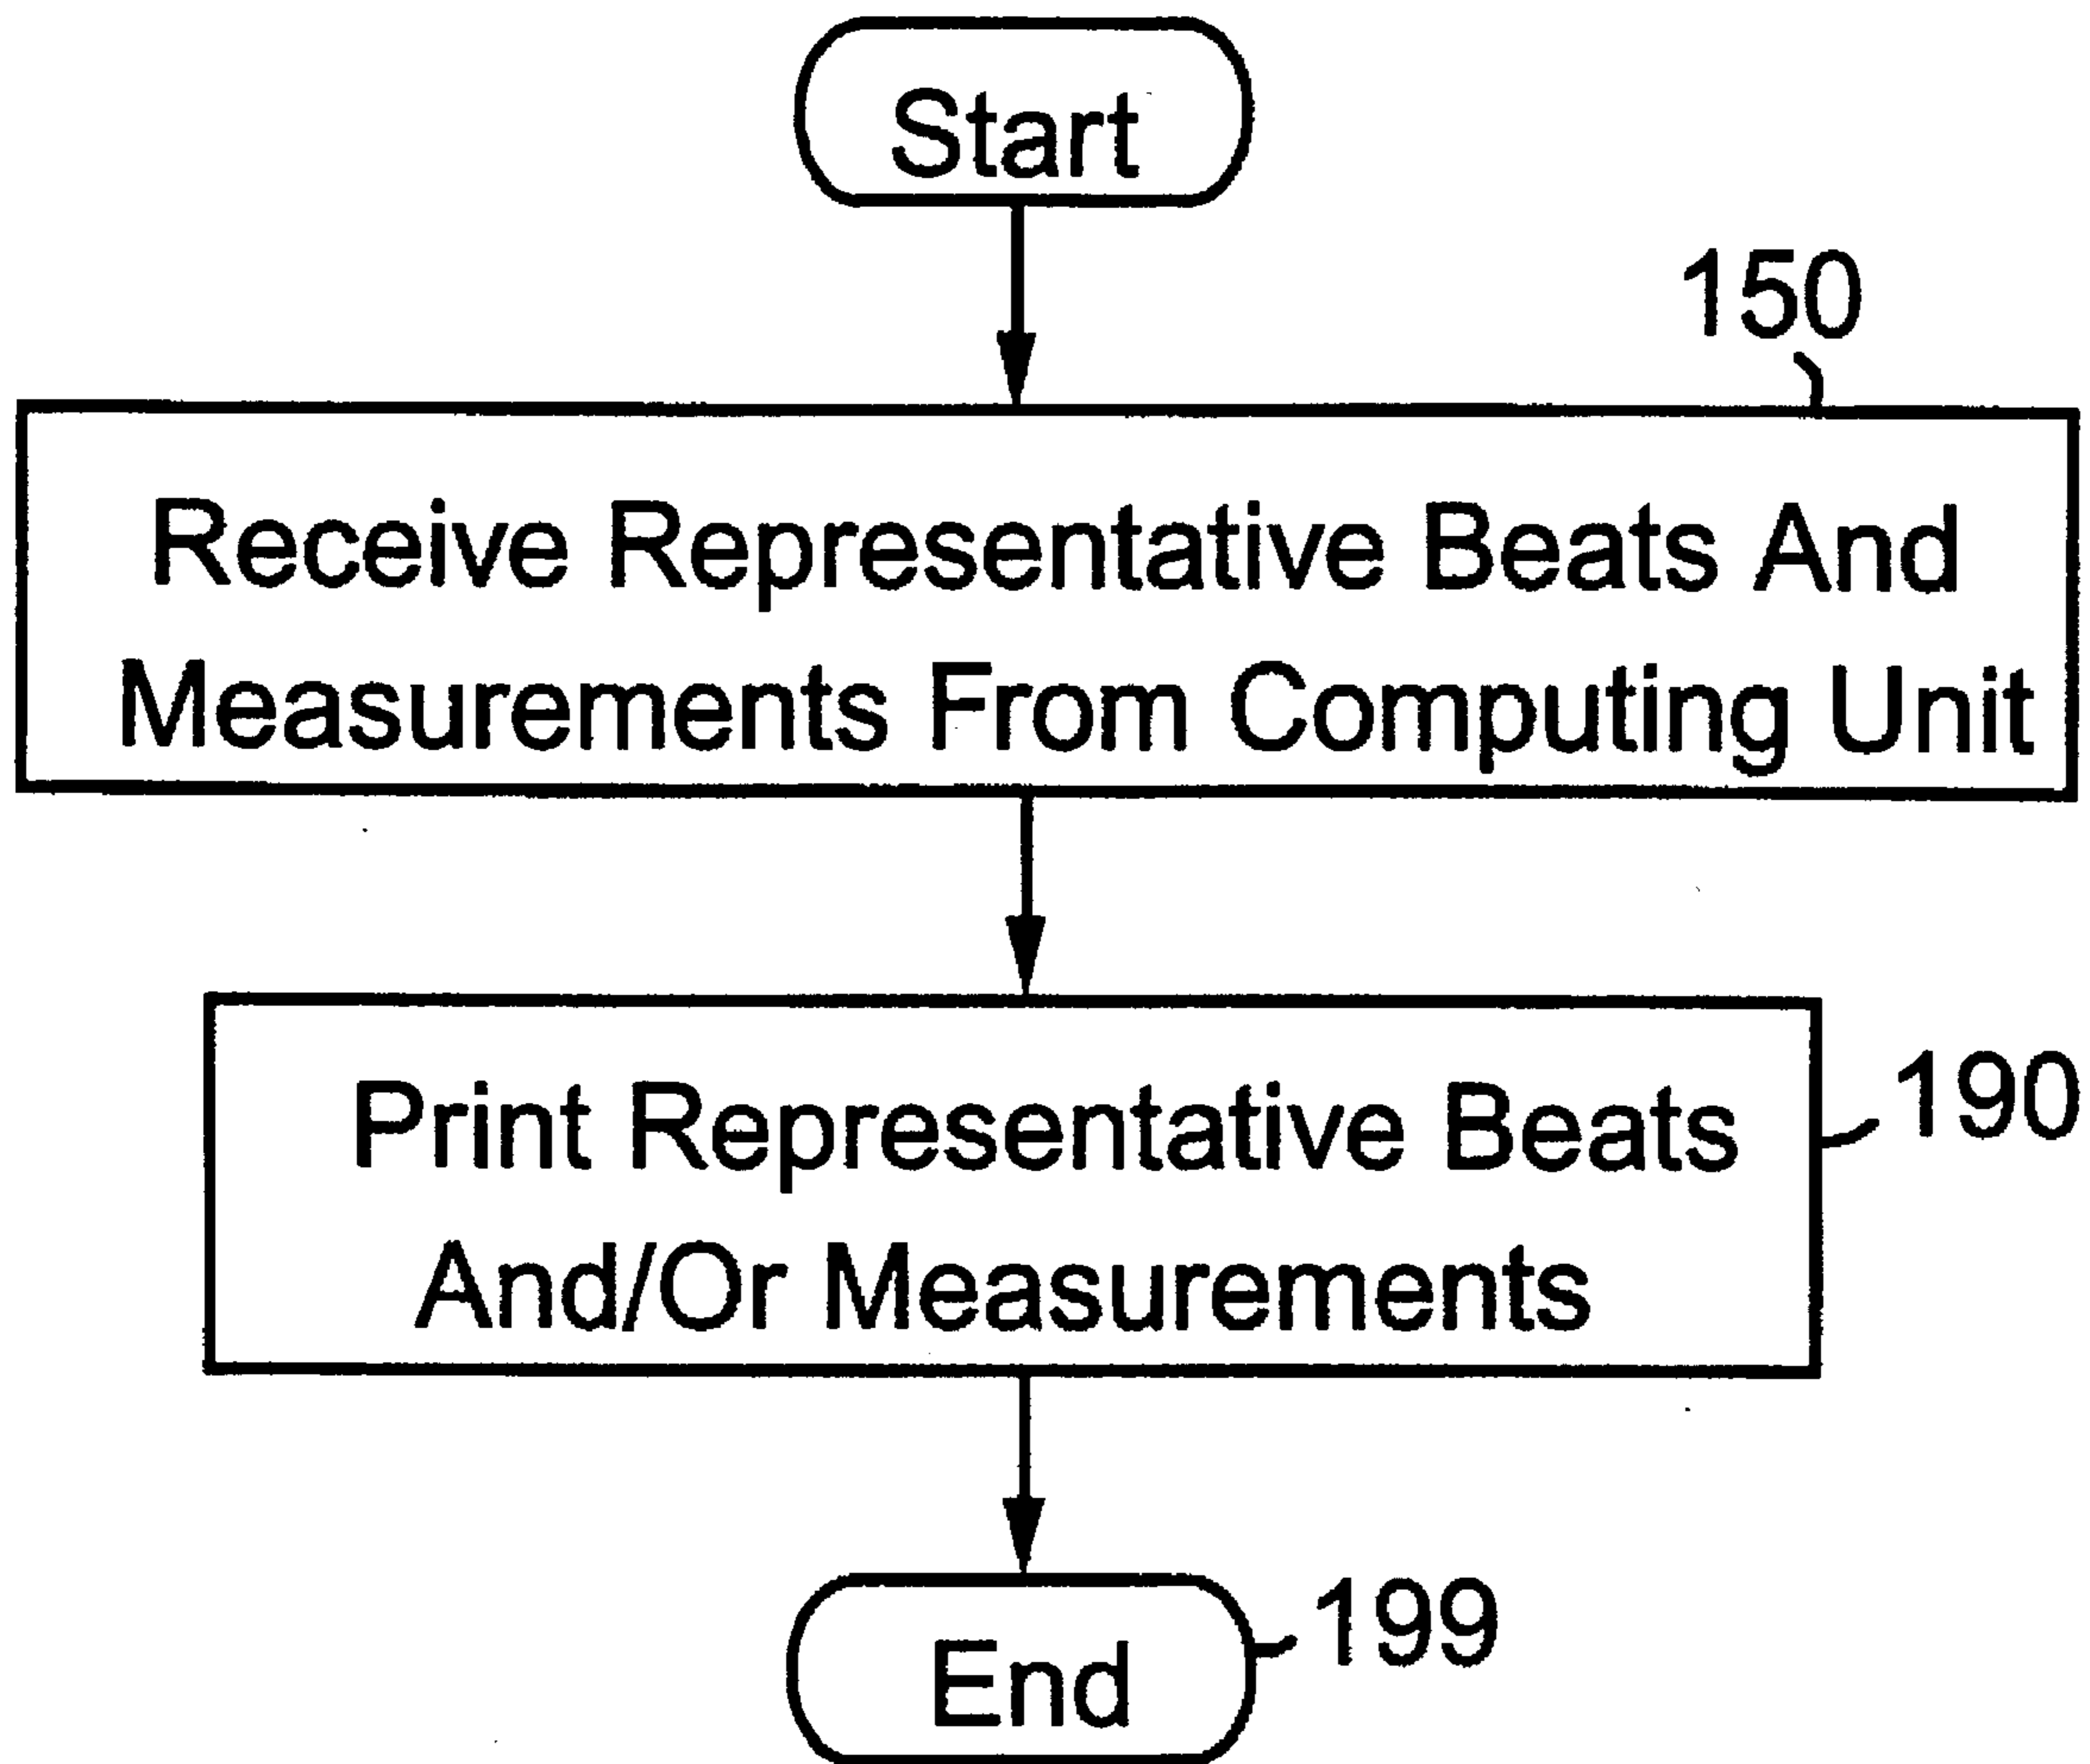 Start
150
Receive Representative Beats And
Measurements From Computing Unit
Print Representative Beats
And/Or Measurements
190
End
199